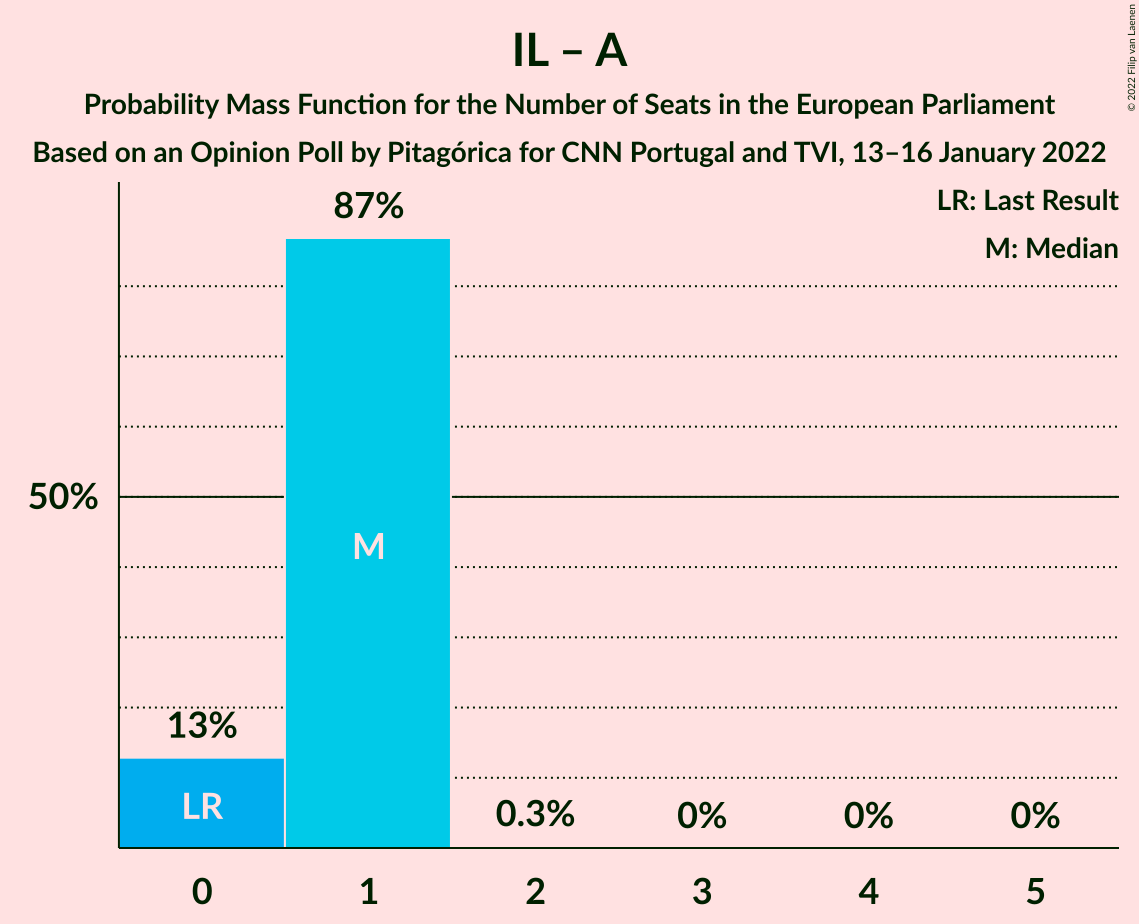 IL – A
Probability Mass Function for the Number of Seats in the European Parliament
Based on an Opinion Poll by Pitagórica for CNN Portugal and TVI, 13–16 January 2022
© 2022 Filip van Laenen
LR: Last Result
M: Median
87%
50%
M
13%
LR
0.3%
0%
0%
0%
0
1
2
3
4
5